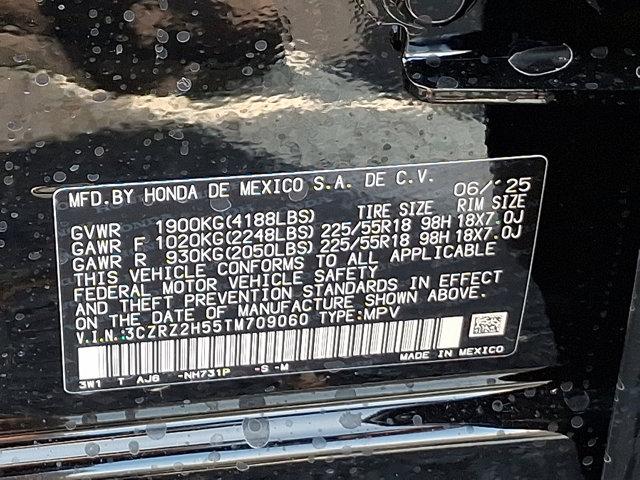 MFD. BY HONDA DE MEXICO S.A. DE C.V. 06/'25
TIRE SIZE RIM SIZE
GVWR 1900KG(4188LBS)
GAWR F 1020KG(2248LBS) 225/55R18 98H 18X7.0J
GAWR R 930KG(2050LBS) 225/55R18 98H 18X7.0J
THIS VEHICLE CONFORMS TO ALL APPLICABLE
FEDERAL MOTOR VEHICLE SAFETY
AND THEFT PREVENTION STANDARDS IN EFFECT
ON THE DATE OF MANUFACTURE SHOWN ABOVE.
V.I.N.:3CZRZ2H55TM709060 TYPE:MPV
MADE IN MEXICO
3W1 T AJ6 -NH731P -S -M